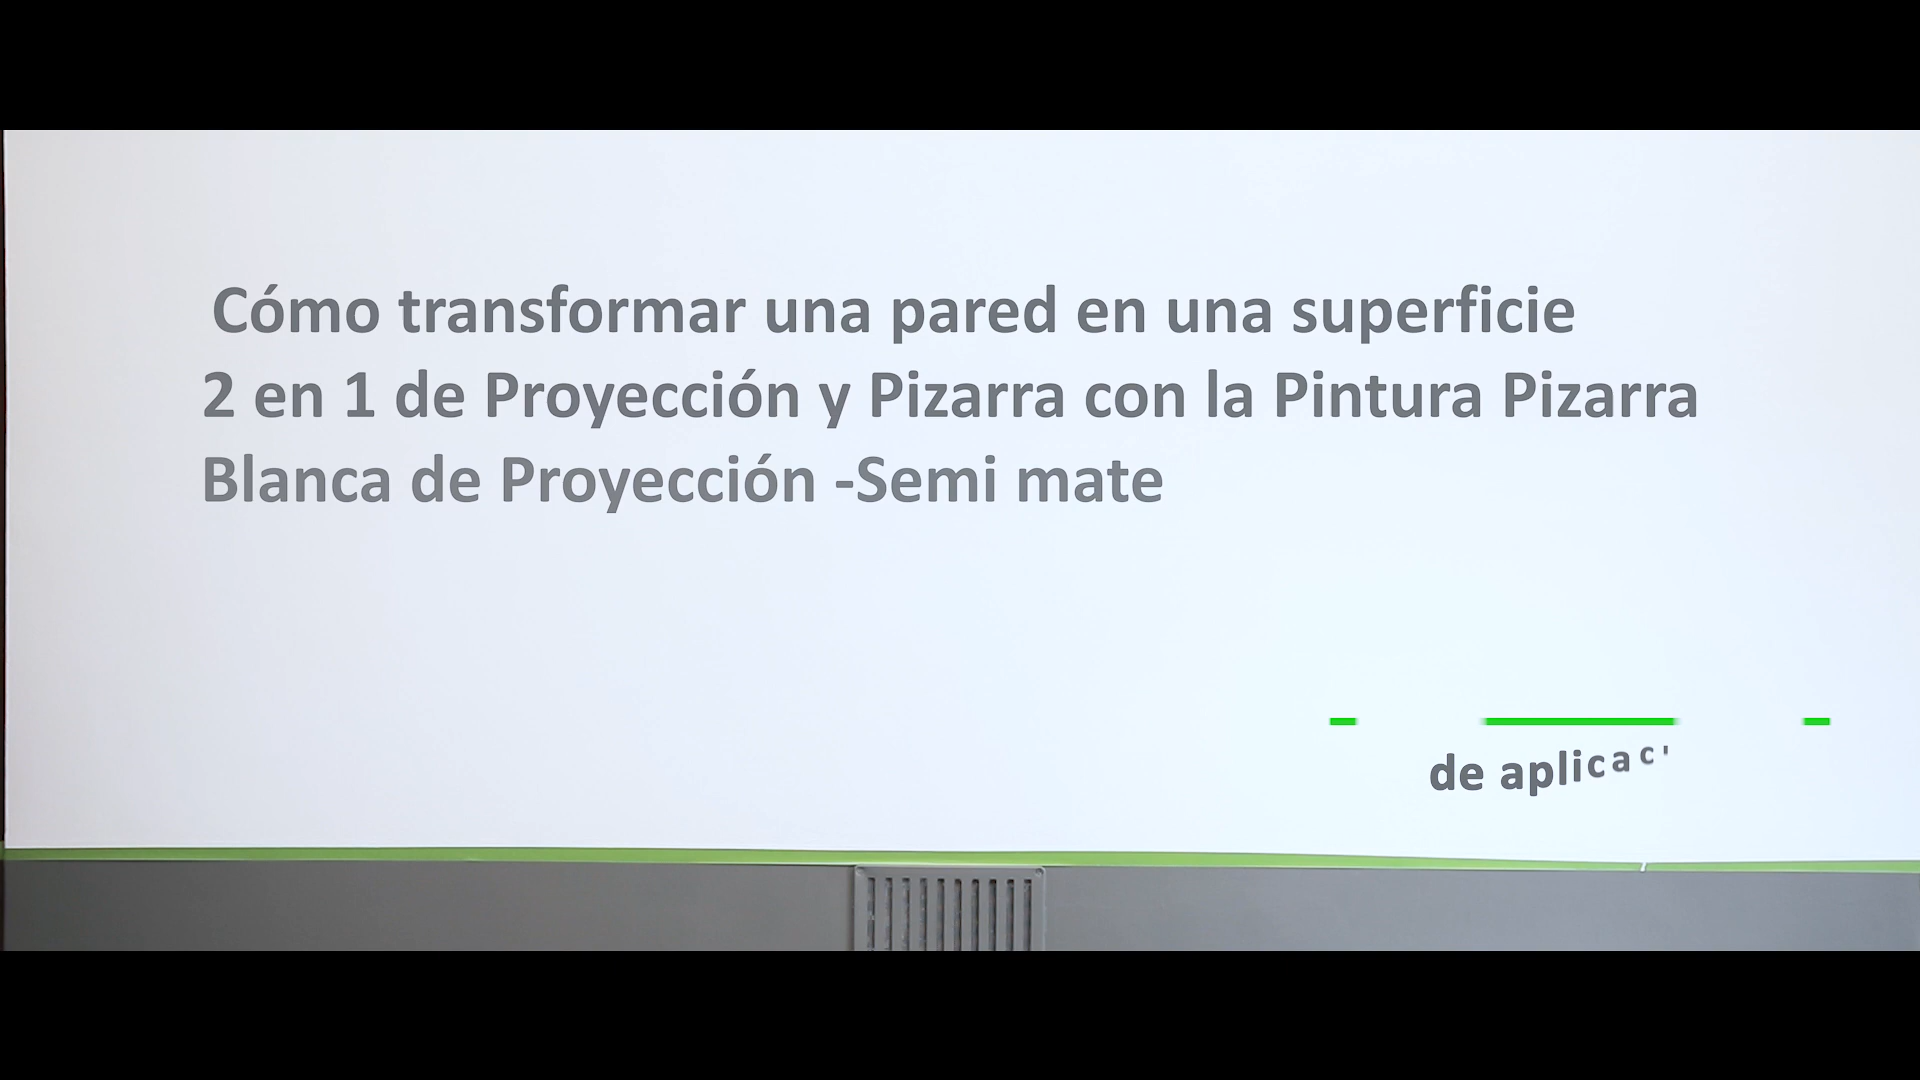 Cómo transformar una pared en una superficie
2 en 1 de Proyección y Pizarra con la Pintura Pizarra
Blanca de Proyección -Semi mate
de